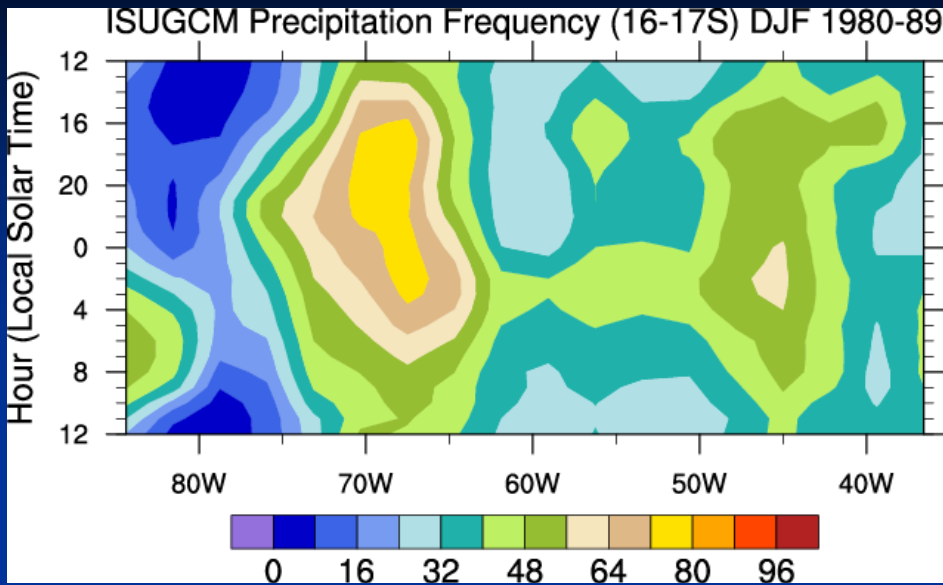 ISUGCM Precipitation Frequency (16-17S) DJF 1980-89
Hour (Local Solar Time)
12
16
20
0
4
8
12
80W 70W 60W 50W 40W
0 16 32 48 64 80 96